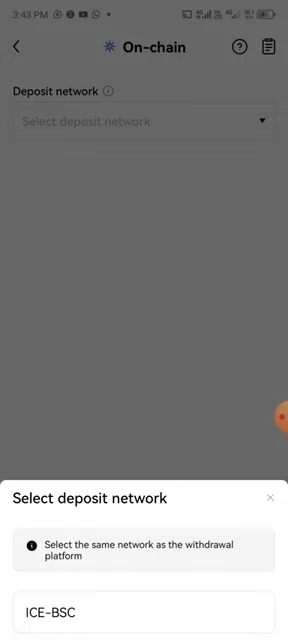 3:43 PM
On-chain
Deposit network
Select deposit network
Select deposit network
Select the same network as the withdrawal
platform
ICE-BSC